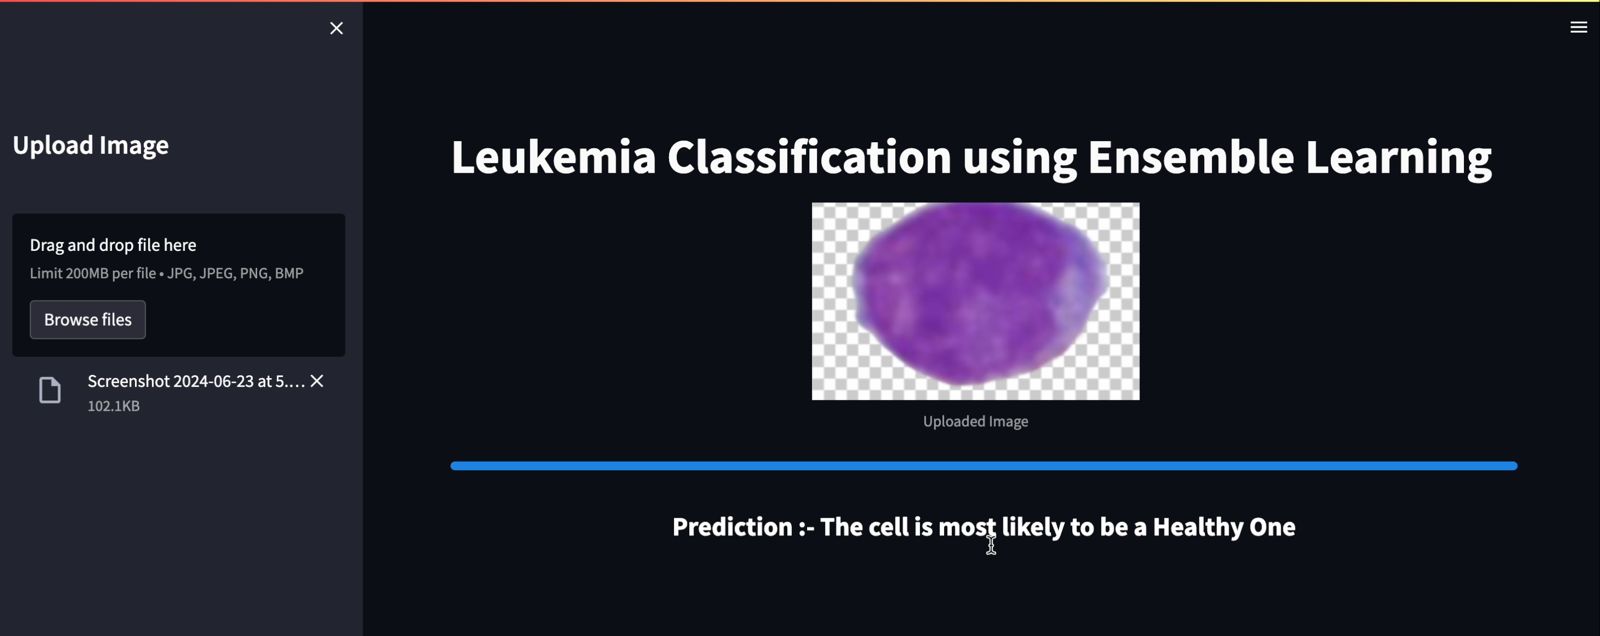 Upload Image
Drag and drop file here
Limit 200MB per file • JPG, JPEG, PNG, BMP
Browse files
Screenshot 2024-06-23 at 5....
102.1KB
Leukemia Classification using Ensemble Learning
Uploaded Image
Prediction :- The cell is most likely to be a Healthy One